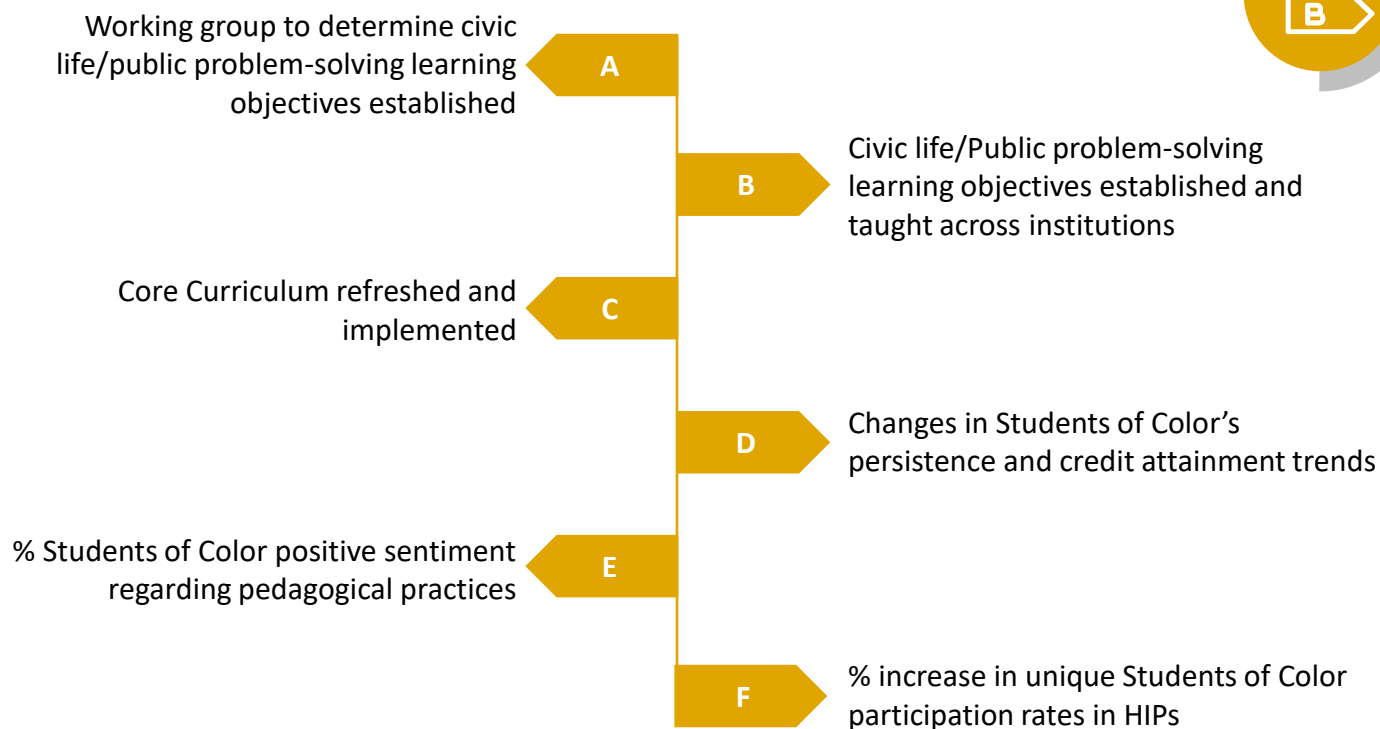 B
Working group to determine civic
life/public problem-solving learning
objectives established
A
B
Civic life/Public problem-solving
learning objectives established and
taught across institutions
Core Curriculum refreshed and
implemented
C
D
Changes in Students of Color’s
persistence and credit attainment trends
% Students of Color positive sentiment
regarding pedagogical practices
E
F
% increase in unique Students of Color
participation rates in HIPs